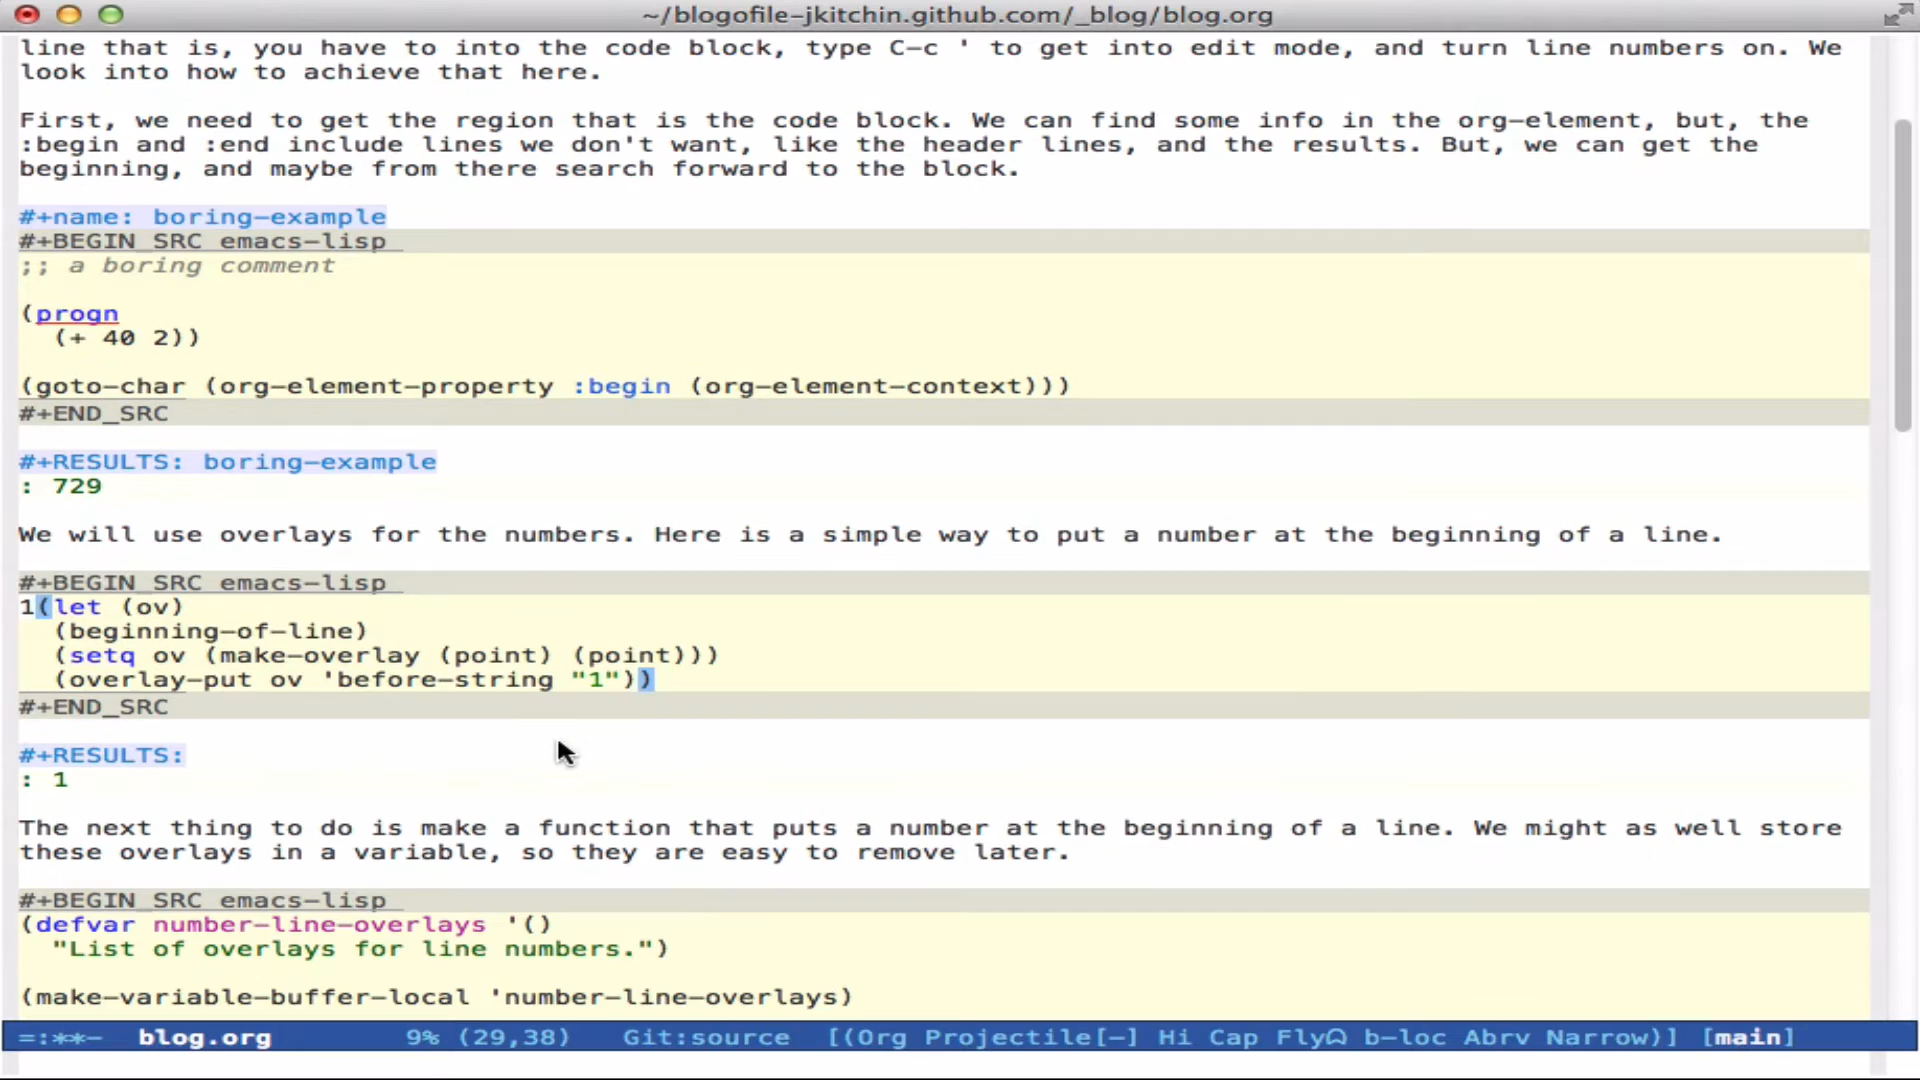 ~/blogofile-jkitchin.github.com/_blog/blog.org
line that is, you have to into the code block, type C-c ' to get into edit mode, and turn line numbers on. We
look into how to achieve that here.
First, we need to get the region that is the code block. We can find some info in the org-element, but, the
:begin and :end include lines we don't want, like the header lines, and the results. But, we can get the
beginning, and maybe from there search forward to the block.
#+name: boring-example
#+BEGIN_SRC emacs-lisp
;; a boring comment
(progn
  (+ 40 2))
(goto-char (org-element-property :begin (org-element-context)))
#+END_SRC
#+RESULTS: boring-example
: 729
We will use overlays for the numbers. Here is a simple way to put a number at the beginning of a line.
#+BEGIN_SRC emacs-lisp
1(let (ov)
  (beginning-of-line)
  (setq ov (make-overlay (point) (point)))
  (overlay-put ov 'before-string "1"))
#+END_SRC
#+RESULTS:
: 1
The next thing to do is make a function that puts a number at the beginning of a line. We might as well store
these overlays in a variable, so they are easy to remove later.
#+BEGIN_SRC emacs-lisp
(defvar number-line-overlays '()
  "List of overlays for line numbers.")
(make-variable-buffer-local 'number-line-overlays)
=:**- blog.org 9% (29,38) Git:source [(Org Projectile[-] Hi Cap Fly b-loc Abrv Narrow)] [main]